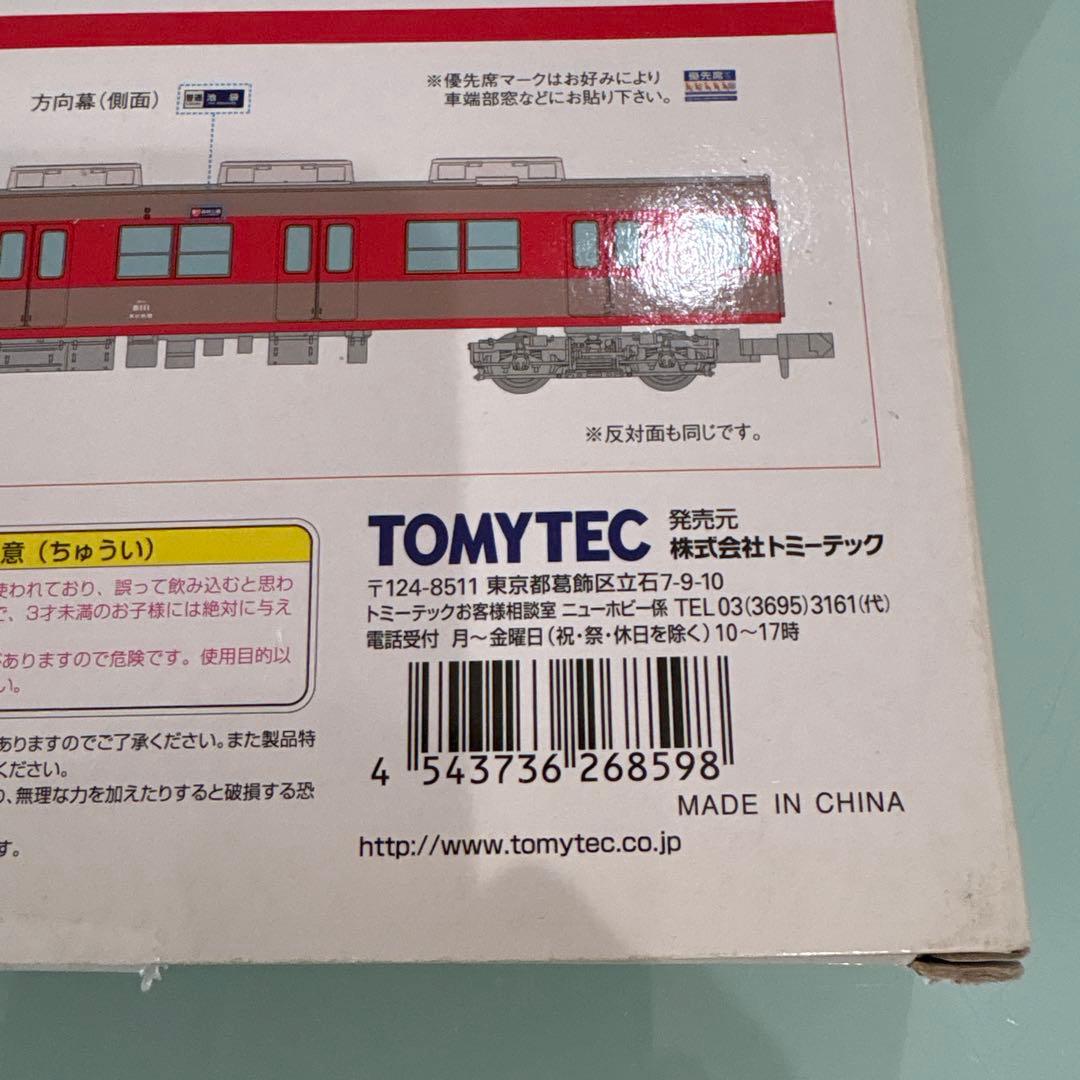 方向幕（側面）
普通 池袋
※優先席マークはお好みにより
車端部窓などにお貼り下さい。
優先席
8111
※反対面も同じです。
意（ちゅうい）
使われており、誤って飲み込むと思わ
で、3才未満のお子様には絶対に与え
がありますので危険です。使用目的以
い。
ありますのでご了承ください。また製品特
ください。
り、無理な力を加えたりすると破損する恐
す。
TOMYTEC
発売元
株式会社トミーテック
〒124-8511 東京都葛飾区立石7-9-10
トミーテックお客様相談室 ニューホビー係 TEL 03(3695)3161(代)
電話受付 月～金曜日（祝・祭・休日を除く）10～17時
4 543736 268598
MADE IN CHINA
http://www.tomytec.co.jp